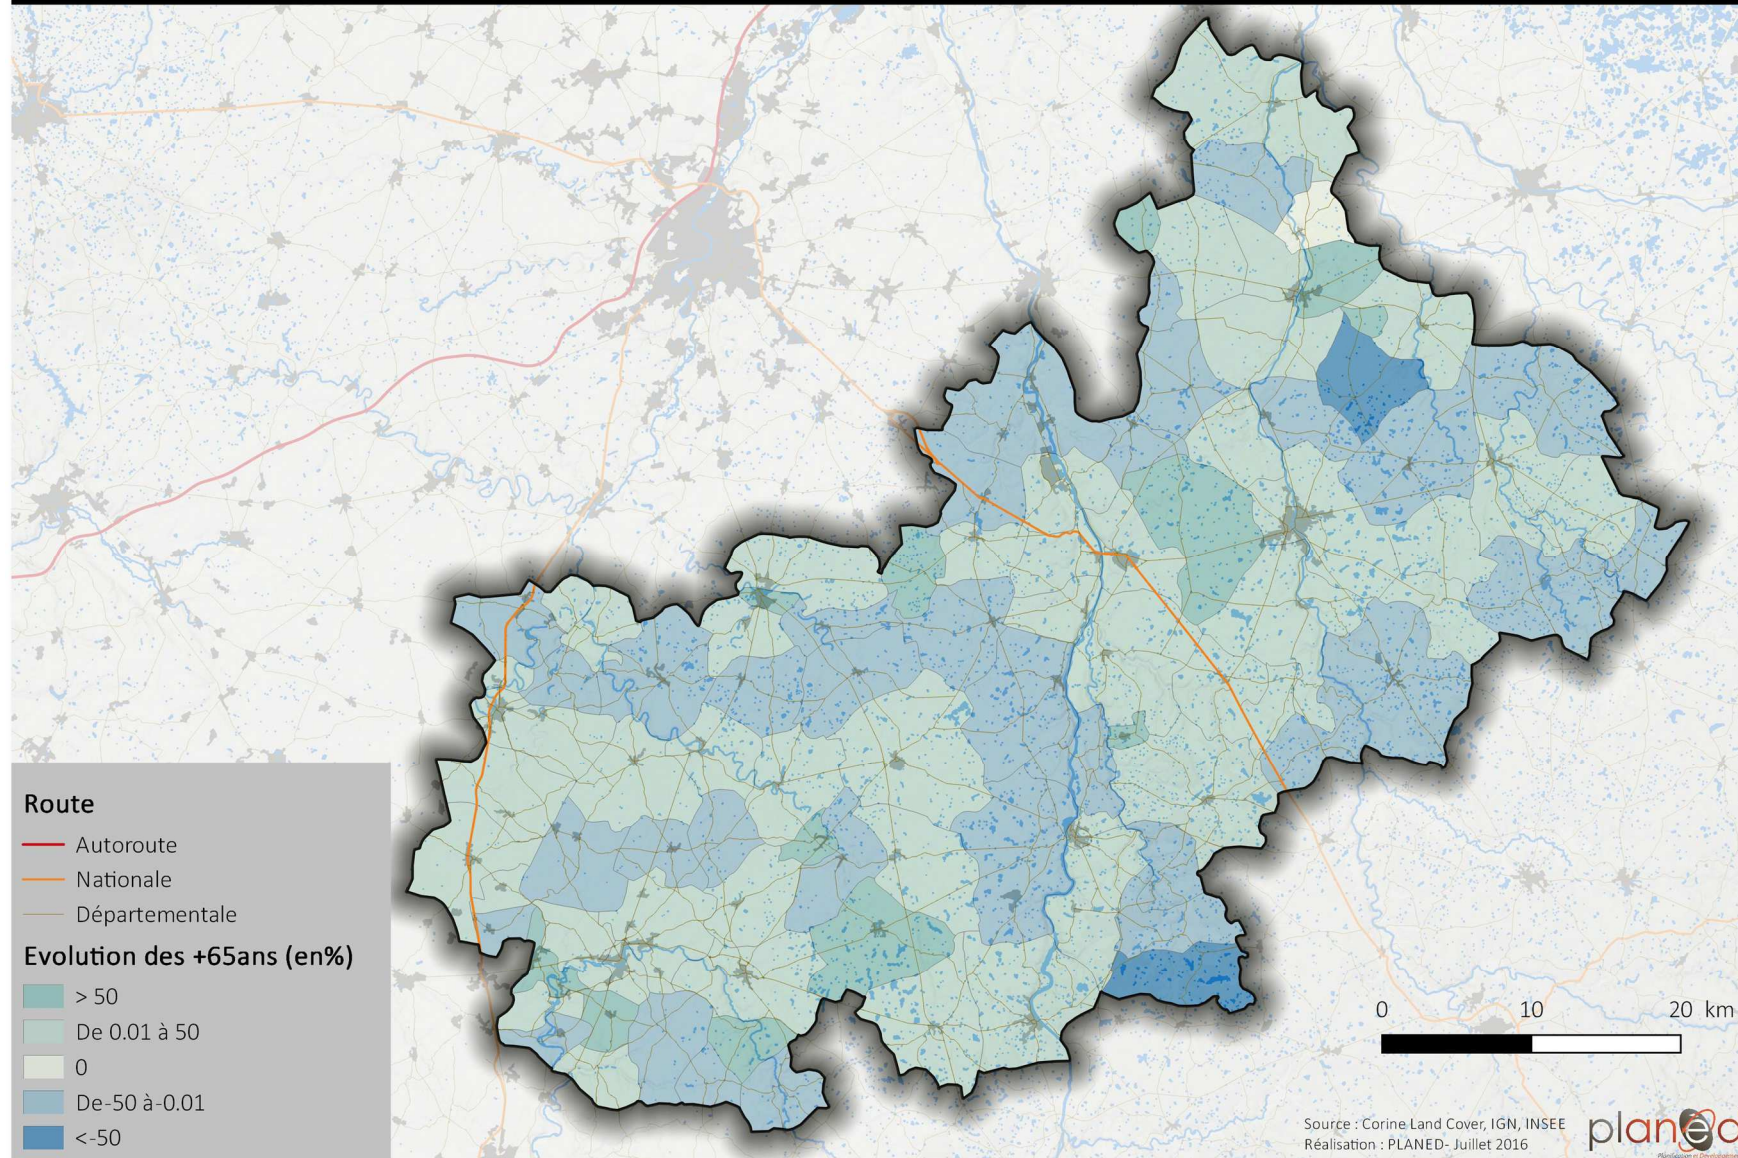 Route
Autoroute
Nationale
Départementale
Evolution des +65ans (en%)
> 50
De 0.01 à 50
0
De-50 à-0.01
<-50
0 10 20 km
Source : Corine Land Cover, IGN, INSEE
Réalisation : PLANED- Juillet 2016
planed